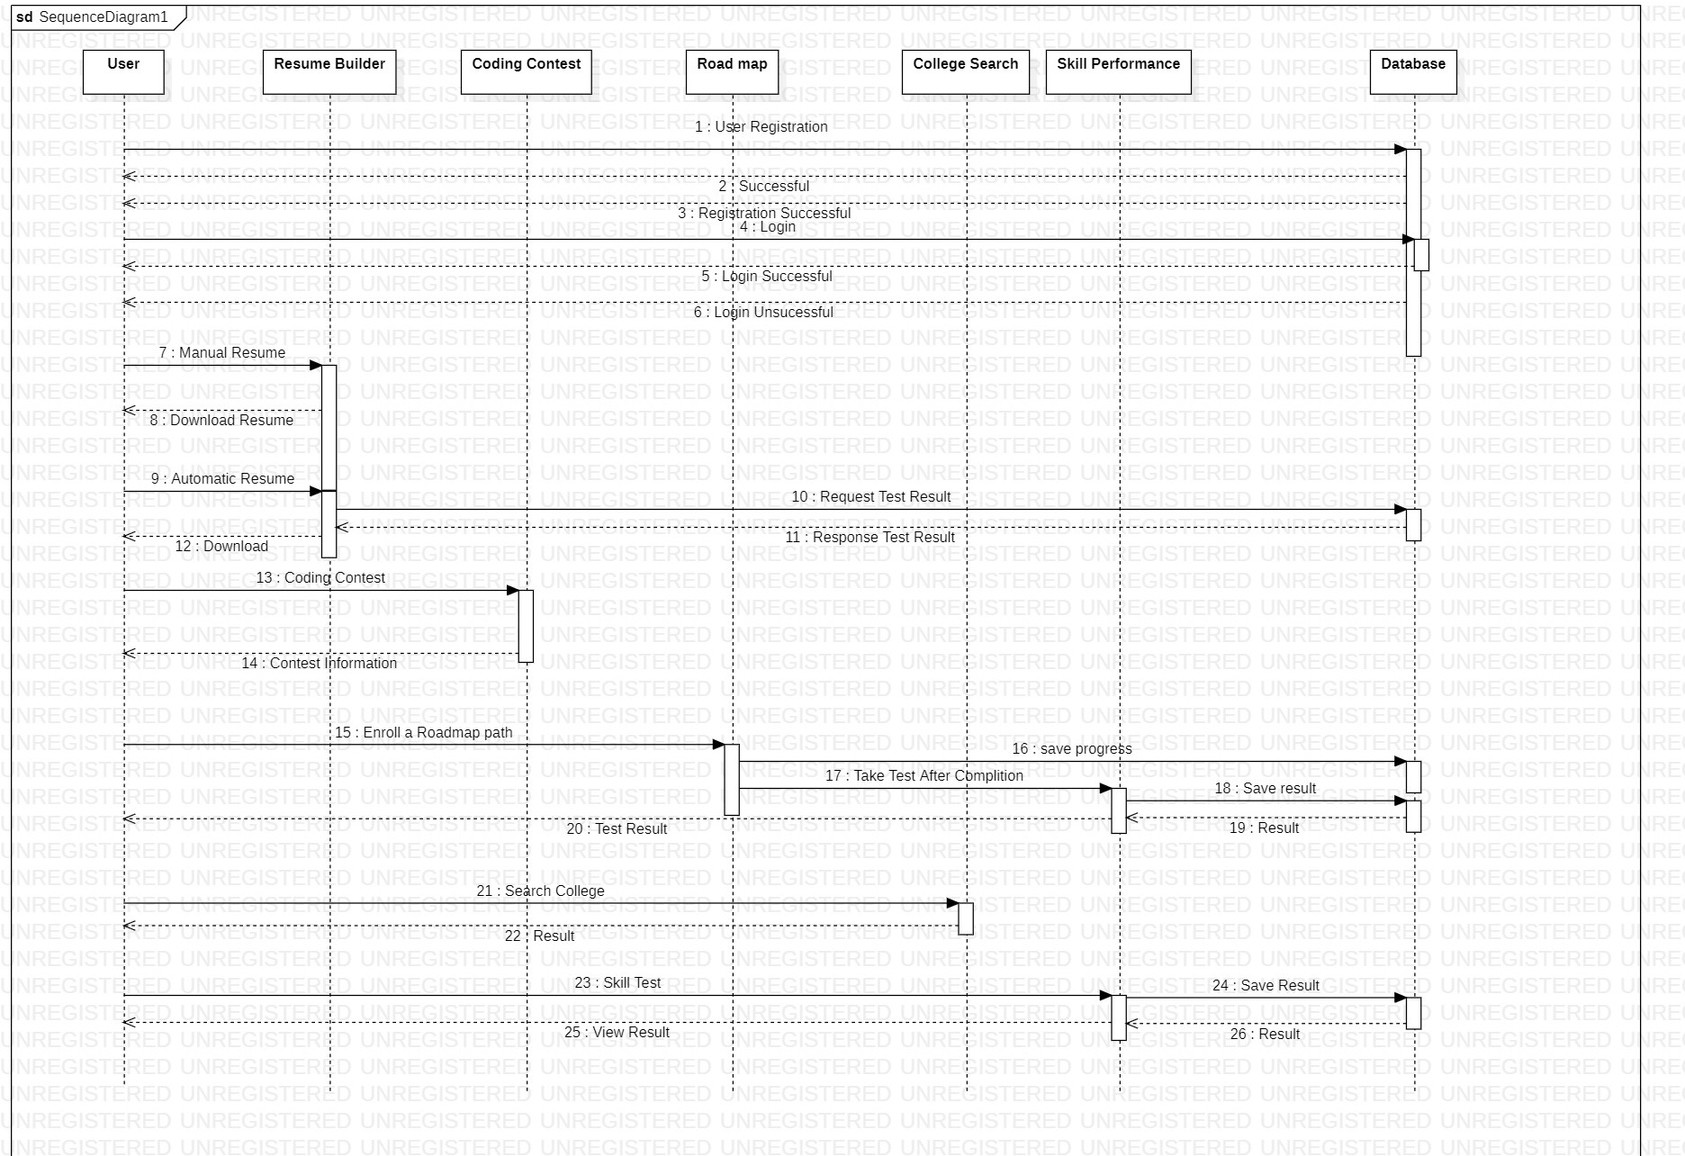 sd SequenceDiagram1
User
Resume Builder
Coding Contest
Road map
College Search
Skill Performance
Database
1 : User Registration
2 : Successful
3 : Registration Successful
4 : Login
5 : Login Successful
6 : Login Unsucessful
7 : Manual Resume
8 : Download Resume
9 : Automatic Resume
10 : Request Test Result
11 : Response Test Result
12 : Download
13 : Coding Contest
14 : Contest Information
15 : Enroll a Roadmap path
16 : save progress
17 : Take Test After Complition
18 : Save result
19 : Result
20 : Test Result
21 : Search College
22 : Result
23 : Skill Test
24 : Save Result
25 : View Result
26 : Result
UNREGISTERED